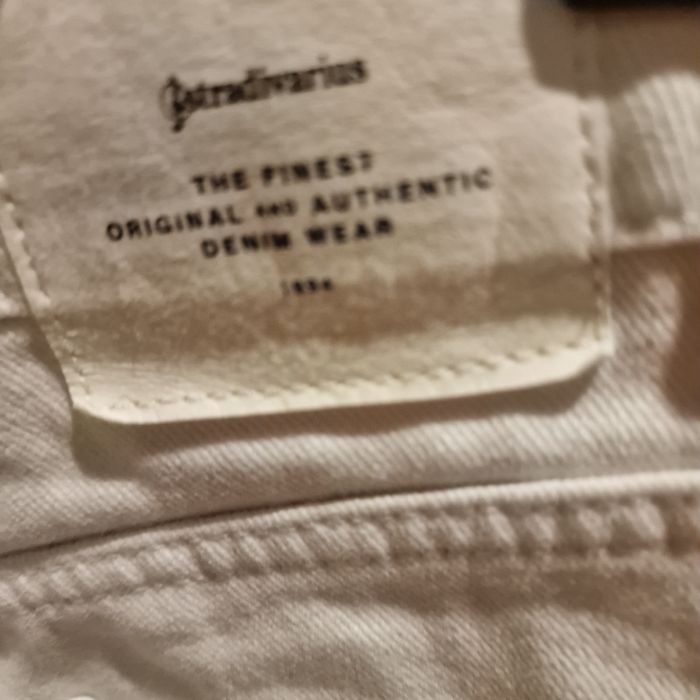 stradivarius
THE FINEST
ORIGINAL AND AUTHENTIC
DENIM WEAR